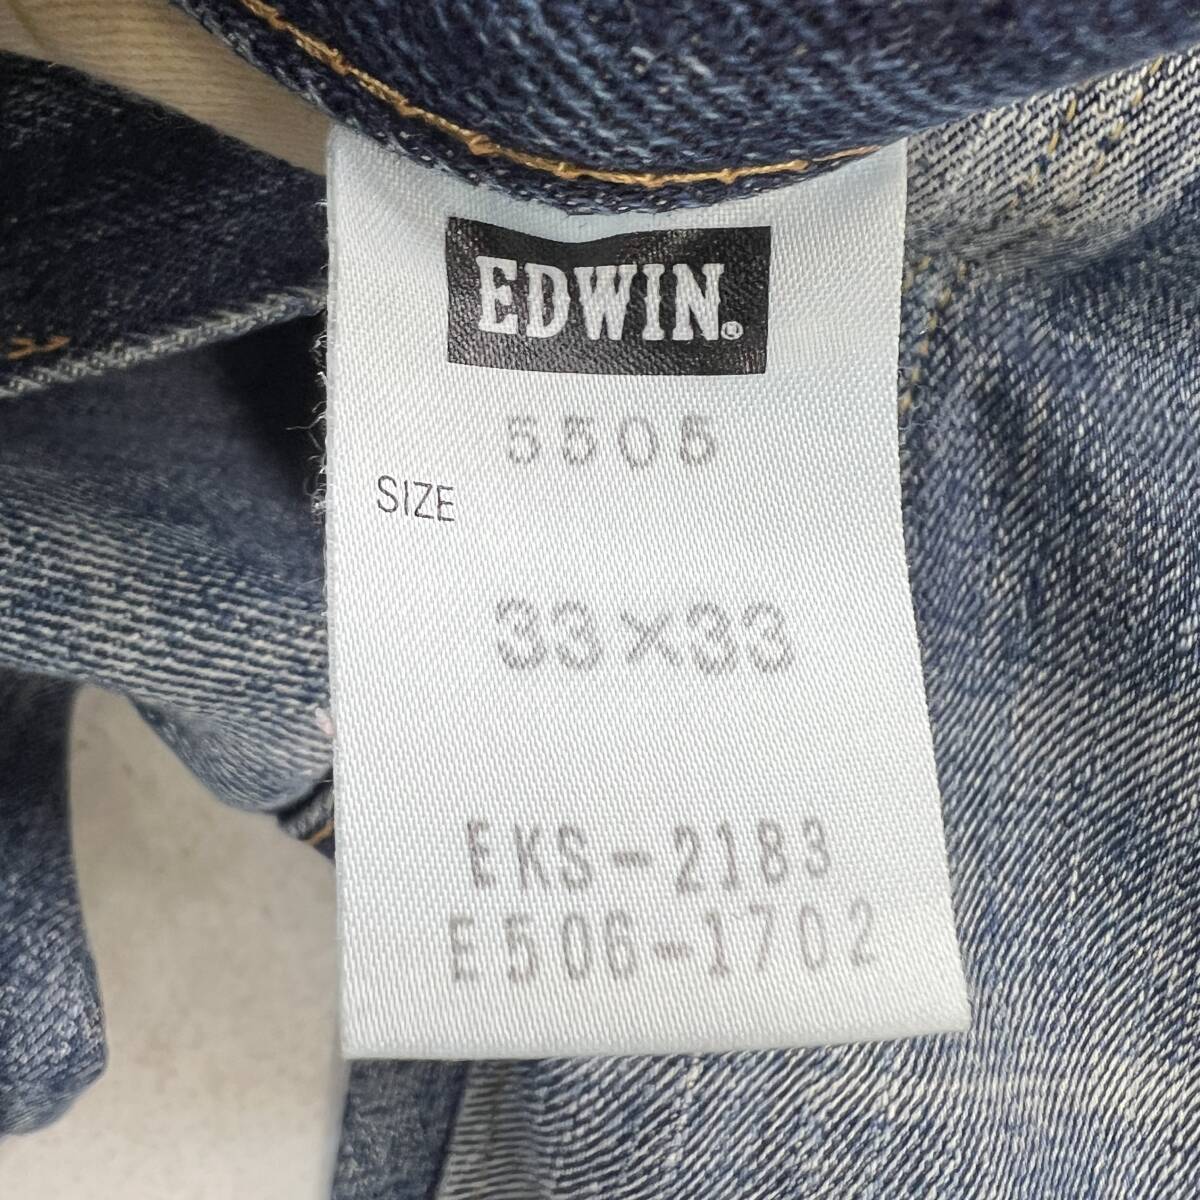 EDWIN®
5505
SIZE
33×33
EKS-2183
E506-1702